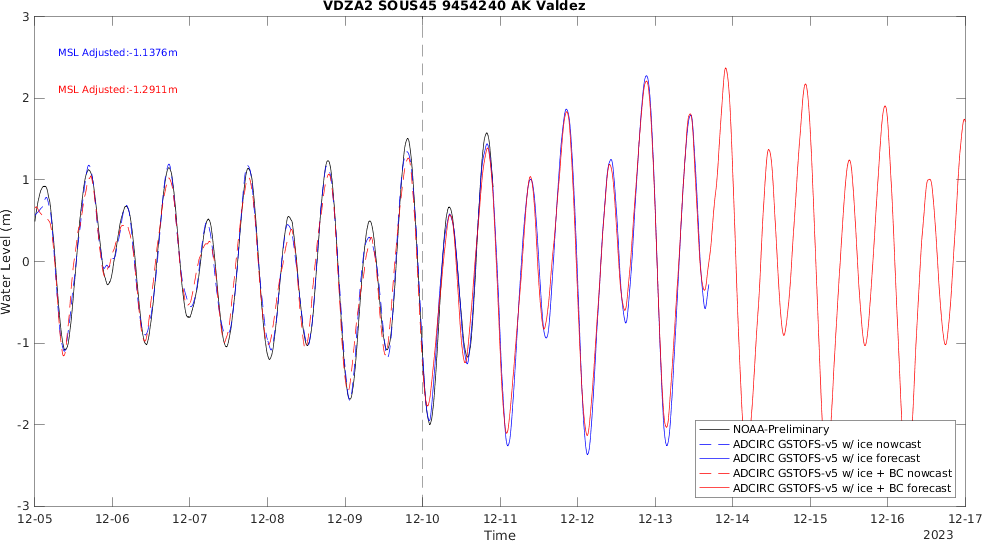 VDZA2 SOUS45 9454240 AK Valdez
3
2
1
0
-1
-2
-3
Water Level (m)
MSL Adjusted:-1.1376m
MSL Adjusted:-1.2911m
NOAA-Preliminary
ADCIRC GSTOFS-v5 w/ ice nowcast
ADCIRC GSTOFS-v5 w/ ice forecast
ADCIRC GSTOFS-v5 w/ ice + BC nowcast
ADCIRC GSTOFS-v5 w/ ice + BC forecast
12-05 12-06 12-07 12-08 12-09 12-10 12-11 12-12 12-13 12-14 12-15 12-16 12-17
Time
2023